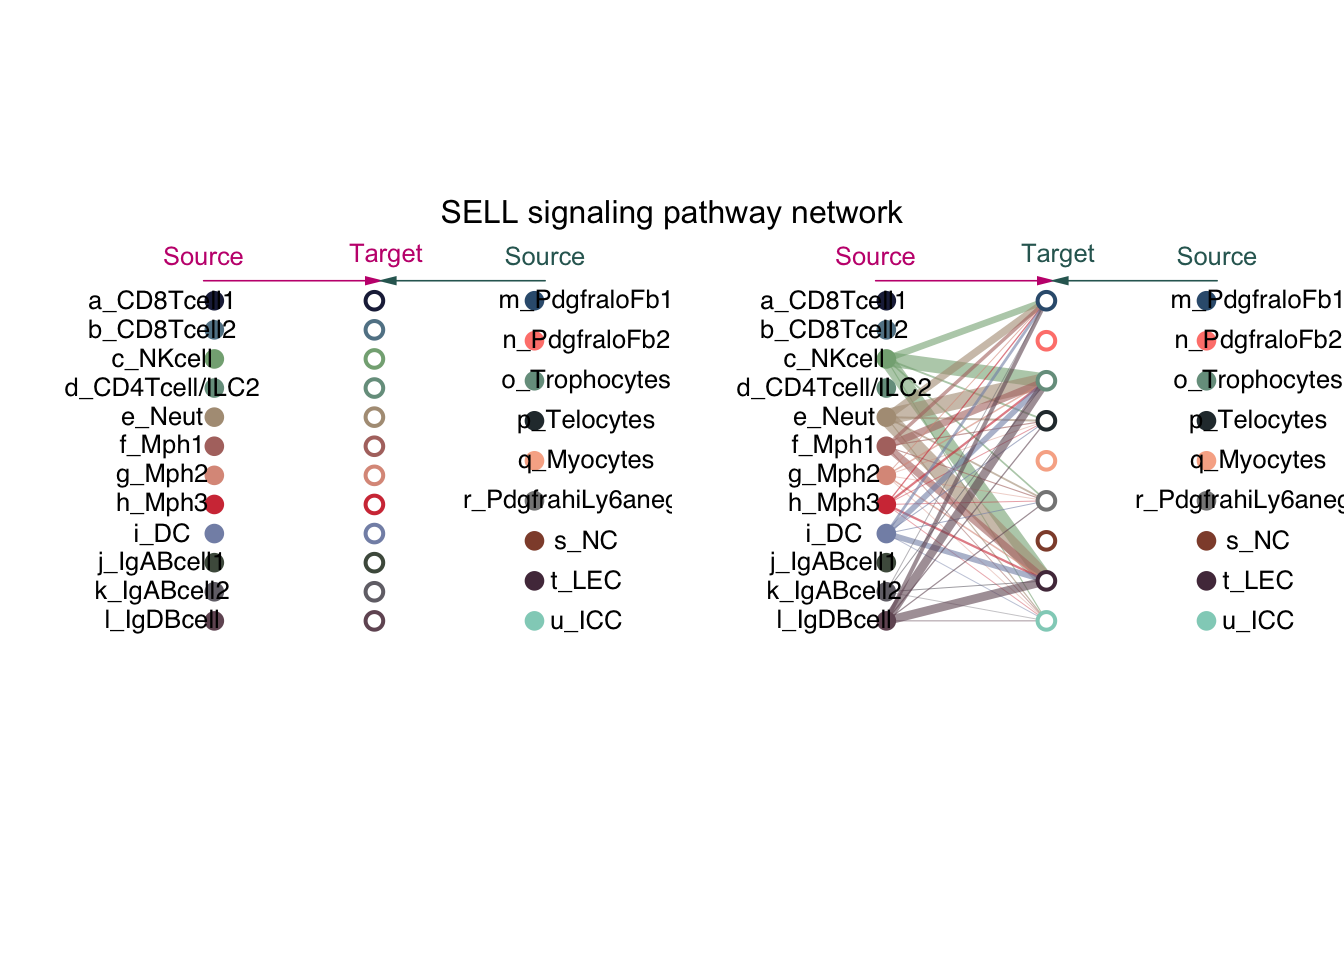 SELL signaling pathway network
Source
Target
Source
a_CD8Tcell1
b_CD8Tcell2
c_NKcell
d_CD4Tcell/ILC2
e_Neut
f_Mph1
g_Mph2
h_Mph3
i_DC
j_IgABcell1
k_IgABcell2
l_IgDBcell
m_PdgfraloFb1
n_PdgfraloFb2
o_Trophocytes
p_Telocytes
q_Myocytes
r_PdgfrahiLy6aneg
s_NC
t_LEC
u_ICC
Source
Target
Source
a_CD8Tcell1
b_CD8Tcell2
c_NKcell
d_CD4Tcell/ILC2
e_Neut
f_Mph1
g_Mph2
h_Mph3
i_DC
j_IgABcell1
k_IgABcell2
l_IgDBcell
m_PdgfraloFb1
n_PdgfraloFb2
o_Trophocytes
p_Telocytes
q_Myocytes
r_PdgfrahiLy6aneg
s_NC
t_LEC
u_ICC